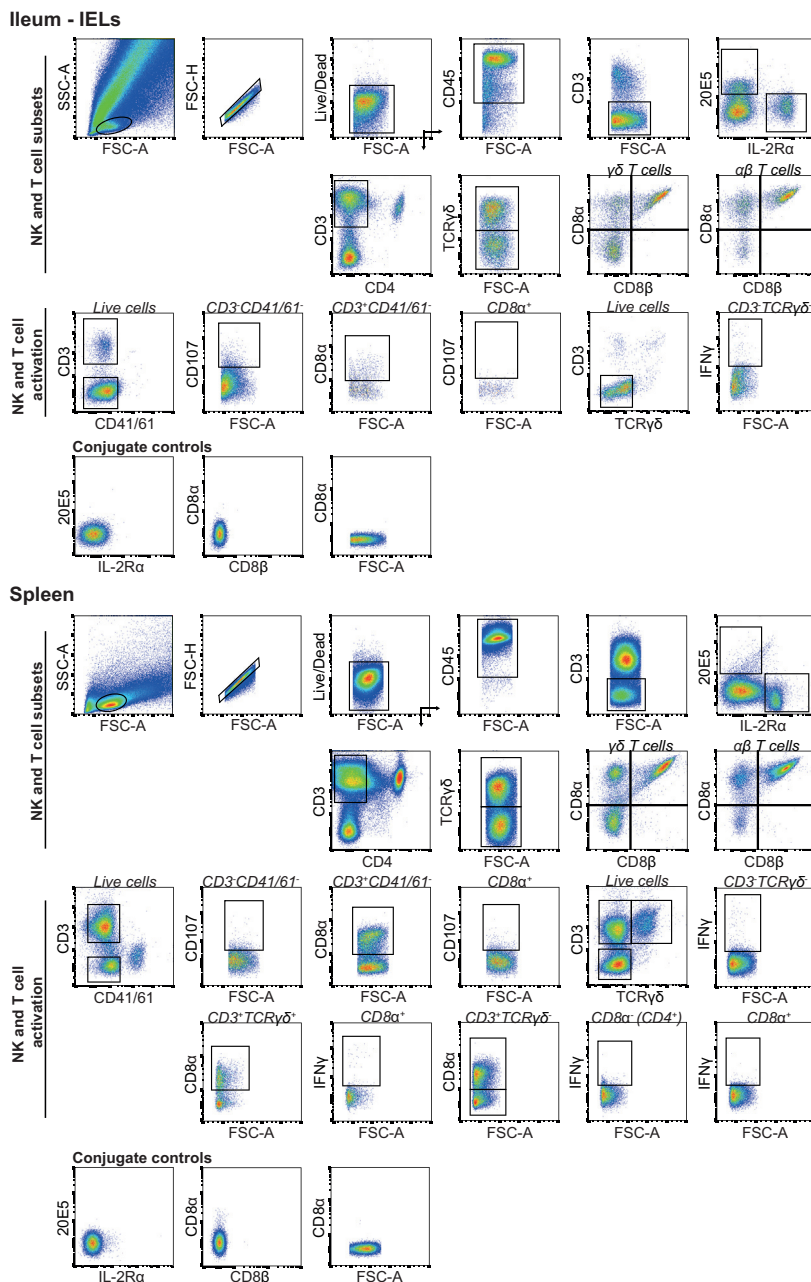 Ileum - IELs
NK and T cell subsets
SSC-A
FSC-A
FSC-H
FSC-A
Live/Dead
FSC-A
CD45
FSC-A
CD3
FSC-A
20E5
IL-2Rα
CD3
CD4
TCRγδ
FSC-A
γδ T cells
CD8α
CD8β
αβ T cells
CD8α
CD8β
NK and T cell
activation
Live cells
CD3
CD41/61
CD3-CD41/61-
CD107
FSC-A
CD3+CD41/61-
CD8α
FSC-A
CD8α+
CD107
FSC-A
Live cells
CD3
TCRγδ
CD3-TCRγδ-
IFNγ
FSC-A
Conjugate controls
20E5
IL-2Rα
CD8α
CD8β
CD8α
FSC-A
Spleen
NK and T cell subsets
SSC-A
FSC-A
FSC-H
FSC-A
Live/Dead
FSC-A
CD45
FSC-A
CD3
FSC-A
20E5
IL-2Rα
CD3
CD4
TCRγδ
FSC-A
γδ T cells
CD8α
CD8β
αβ T cells
CD8α
CD8β
NK and T cell
activation
Live cells
CD3
CD41/61
CD3-CD41/61-
CD107
FSC-A
CD3+CD41/61-
CD8α
FSC-A
CD8α+
CD107
FSC-A
Live cells
CD3
TCRγδ
CD3-TCRγδ-
IFNγ
FSC-A
CD3+TCRγδ+
CD8α
FSC-A
CD8α+
IFNγ
FSC-A
CD3+TCRγδ-
CD8α
FSC-A
CD8α- (CD4+)
IFNγ
FSC-A
CD8α+
IFNγ
FSC-A
Conjugate controls
20E5
IL-2Rα
CD8α
CD8β
CD8α
FSC-A